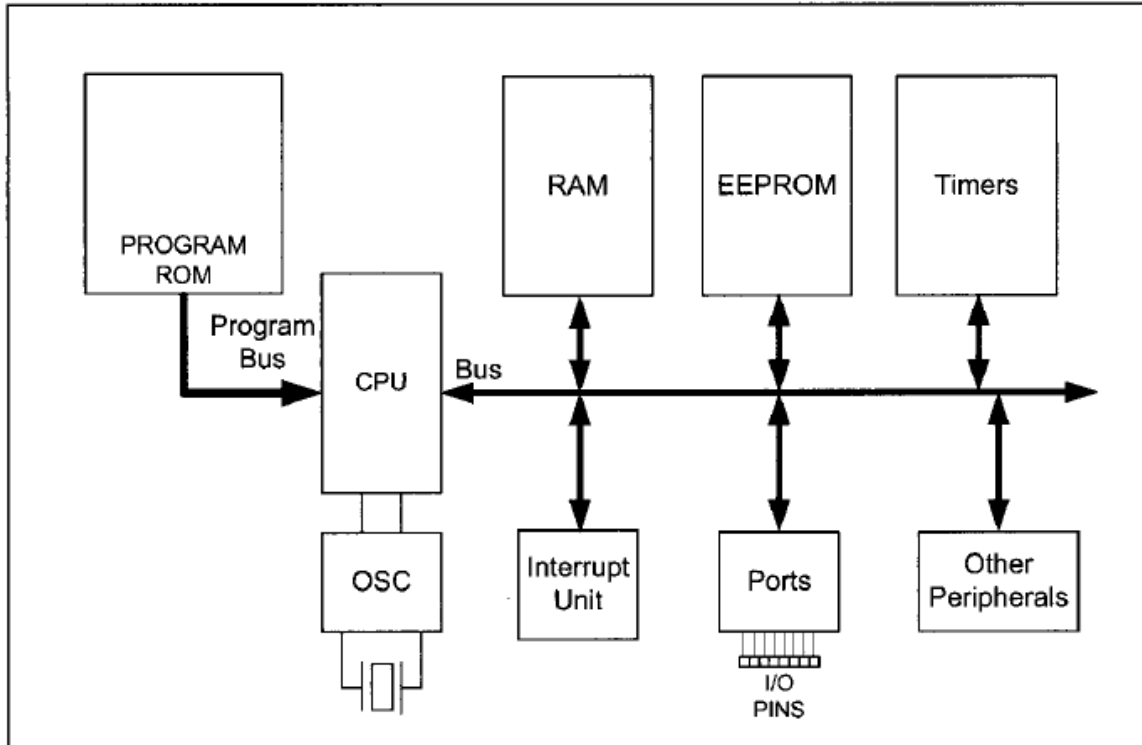 RAM
EEPROM
Timers
PROGRAM
ROM
Program
Bus
CPU
Bus
OSC
Interrupt
Unit
Ports
Other
Peripherals
I/O
PINS